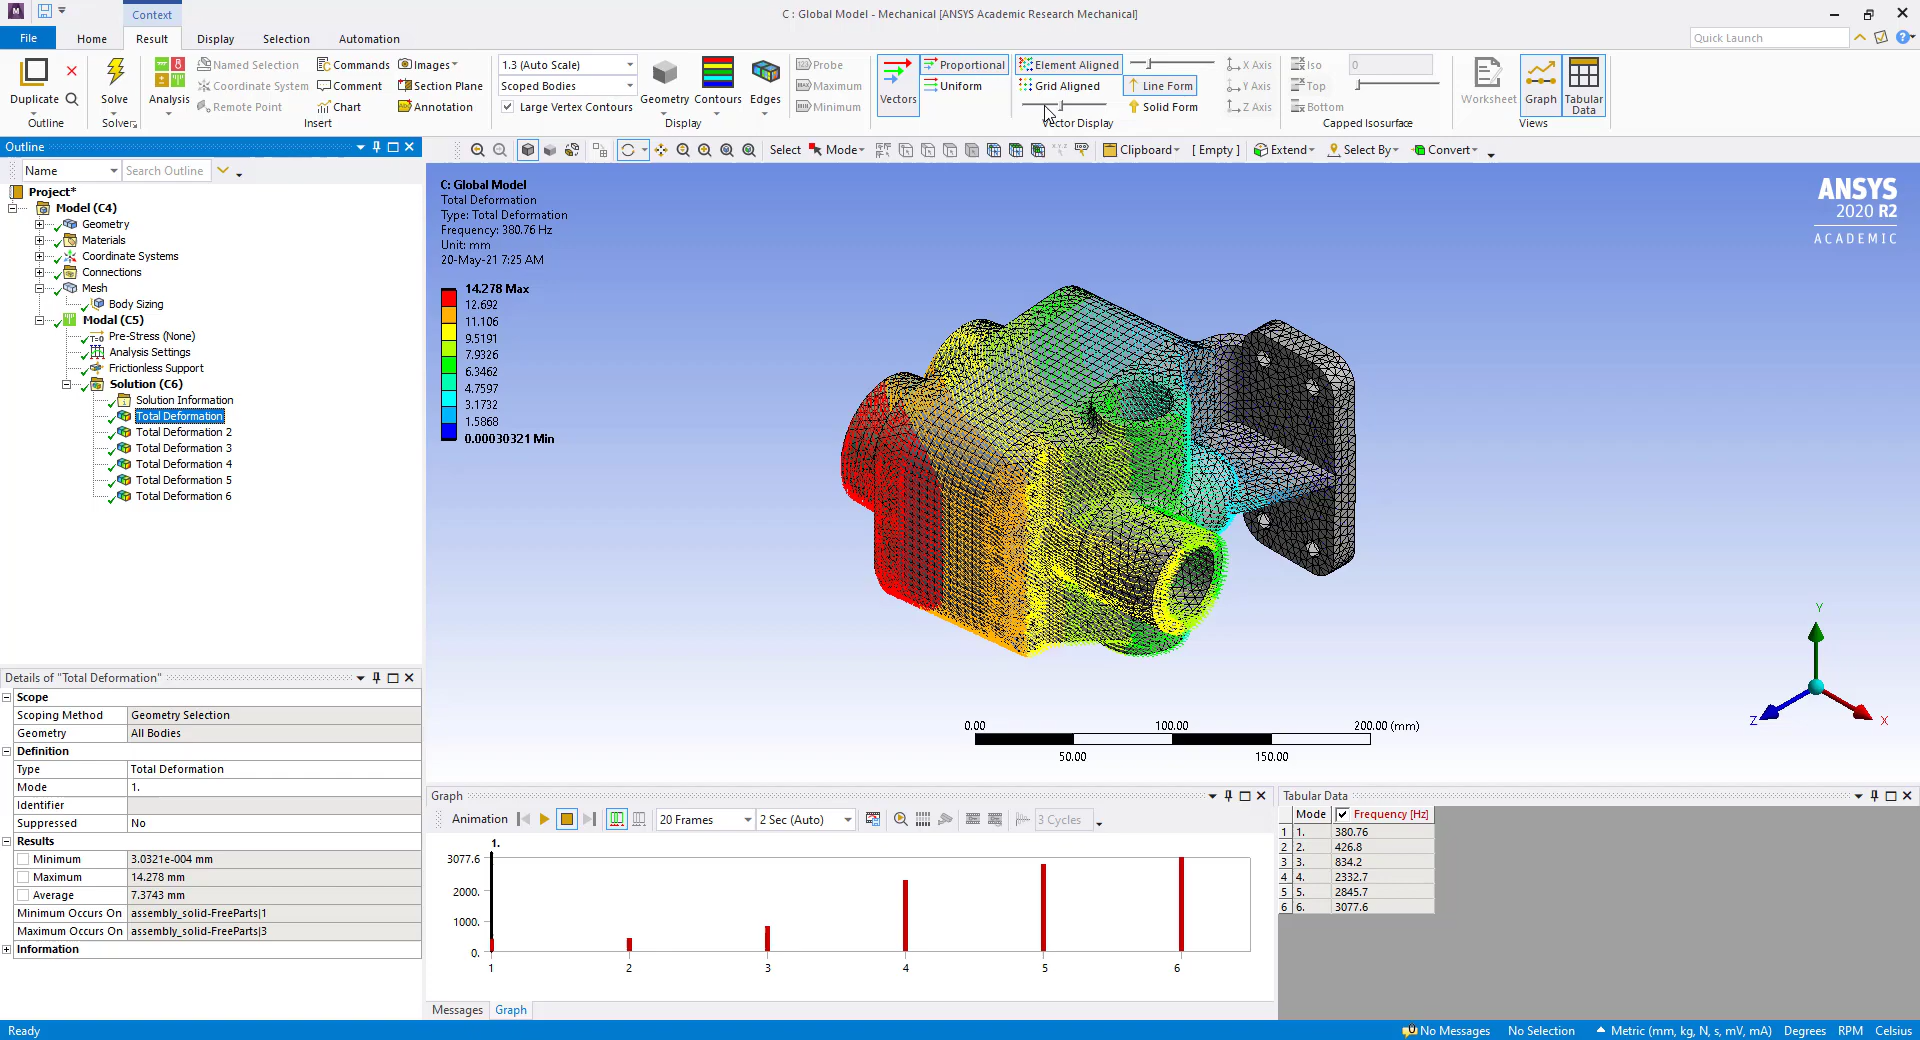 Context
C : Global Model - Mechanical [ANSYS Academic Research Mechanical]
File
Home
Result
Display
Selection
Automation
Quick Launch
Duplicate
Outline
Solve
Solver
Analysis
Named Selection
Coordinate System
Remote Point
Commands
Comment
Chart
Images
Section Plane
Annotation
Insert
1.3 (Auto Scale)
Scoped Bodies
Large Vertex Contours
Geometry
Contours
Edges
Display
Probe
Maximum
Minimum
Vectors
Proportional
Uniform
Element Aligned
Grid Aligned
Line Form
Solid Form
X Axis
Y Axis
Z Axis
Vector Display
Iso
Top
Bottom
0
Capped Isosurface
Worksheet
Graph
Tabular
Data
Views
Outline
Select
Mode
Clipboard
[ Empty ]
Extend
Select By
Convert
Name
Search Outline
Project*
Model (C4)
Geometry
Materials
Coordinate Systems
Connections
Mesh
Body Sizing
Modal (C5)
Pre-Stress (None)
Analysis Settings
Frictionless Support
Solution (C6)
Solution Information
Total Deformation
Total Deformation 2
Total Deformation 3
Total Deformation 4
Total Deformation 5
Total Deformation 6
C: Global Model
Total Deformation
Type: Total Deformation
Frequency: 380.76 Hz
Unit: mm
20-May-21 7:25 AM
14.278 Max
12.692
11.106
9.5191
7.9326
6.3462
4.7597
3.1732
1.5868
0.00030321 Min
ANSYS
2020 R2
ACADEMIC
Y
Z
X
0.00
100.00
200.00 (mm)
50.00
150.00
Details of "Total Deformation"
Scope
Scoping Method
Geometry Selection
Geometry
All Bodies
Definition
Type
Total Deformation
Mode
1.
Identifier
Suppressed
No
Results
Minimum
3.0321e-004 mm
Maximum
14.278 mm
Average
7.3743 mm
Minimum Occurs On
assembly_solid-FreeParts|1
Maximum Occurs On
assembly_solid-FreeParts|3
Information
Graph
Animation
20 Frames
2 Sec (Auto)
3 Cycles
1.
3077.6
2000.
1000.
0.
1
2
3
4
5
6
Messages
Graph
Tabular Data
Mode
Frequency [Hz]
1 1. 380.76
2 2. 426.8
3 3. 834.2
4 4. 2332.7
5 5. 2845.7
6 6. 3077.6
Ready
No Messages
No Selection
Metric (mm, kg, N, s, mV, mA)
Degrees
RPM
Celsius